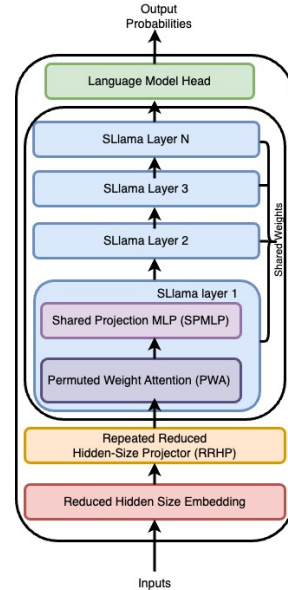 Output
Probabilities
Language Model Head
SLlama Layer N
SLlama Layer 3
SLlama Layer 2
Shared Weights
SLlama layer 1
Shared Projection MLP (SPMLP)
Permuted Weight Attention (PWA)
Repeated Reduced
Hidden-Size Projector (RRHP)
Reduced Hidden Size Embedding
Inputs